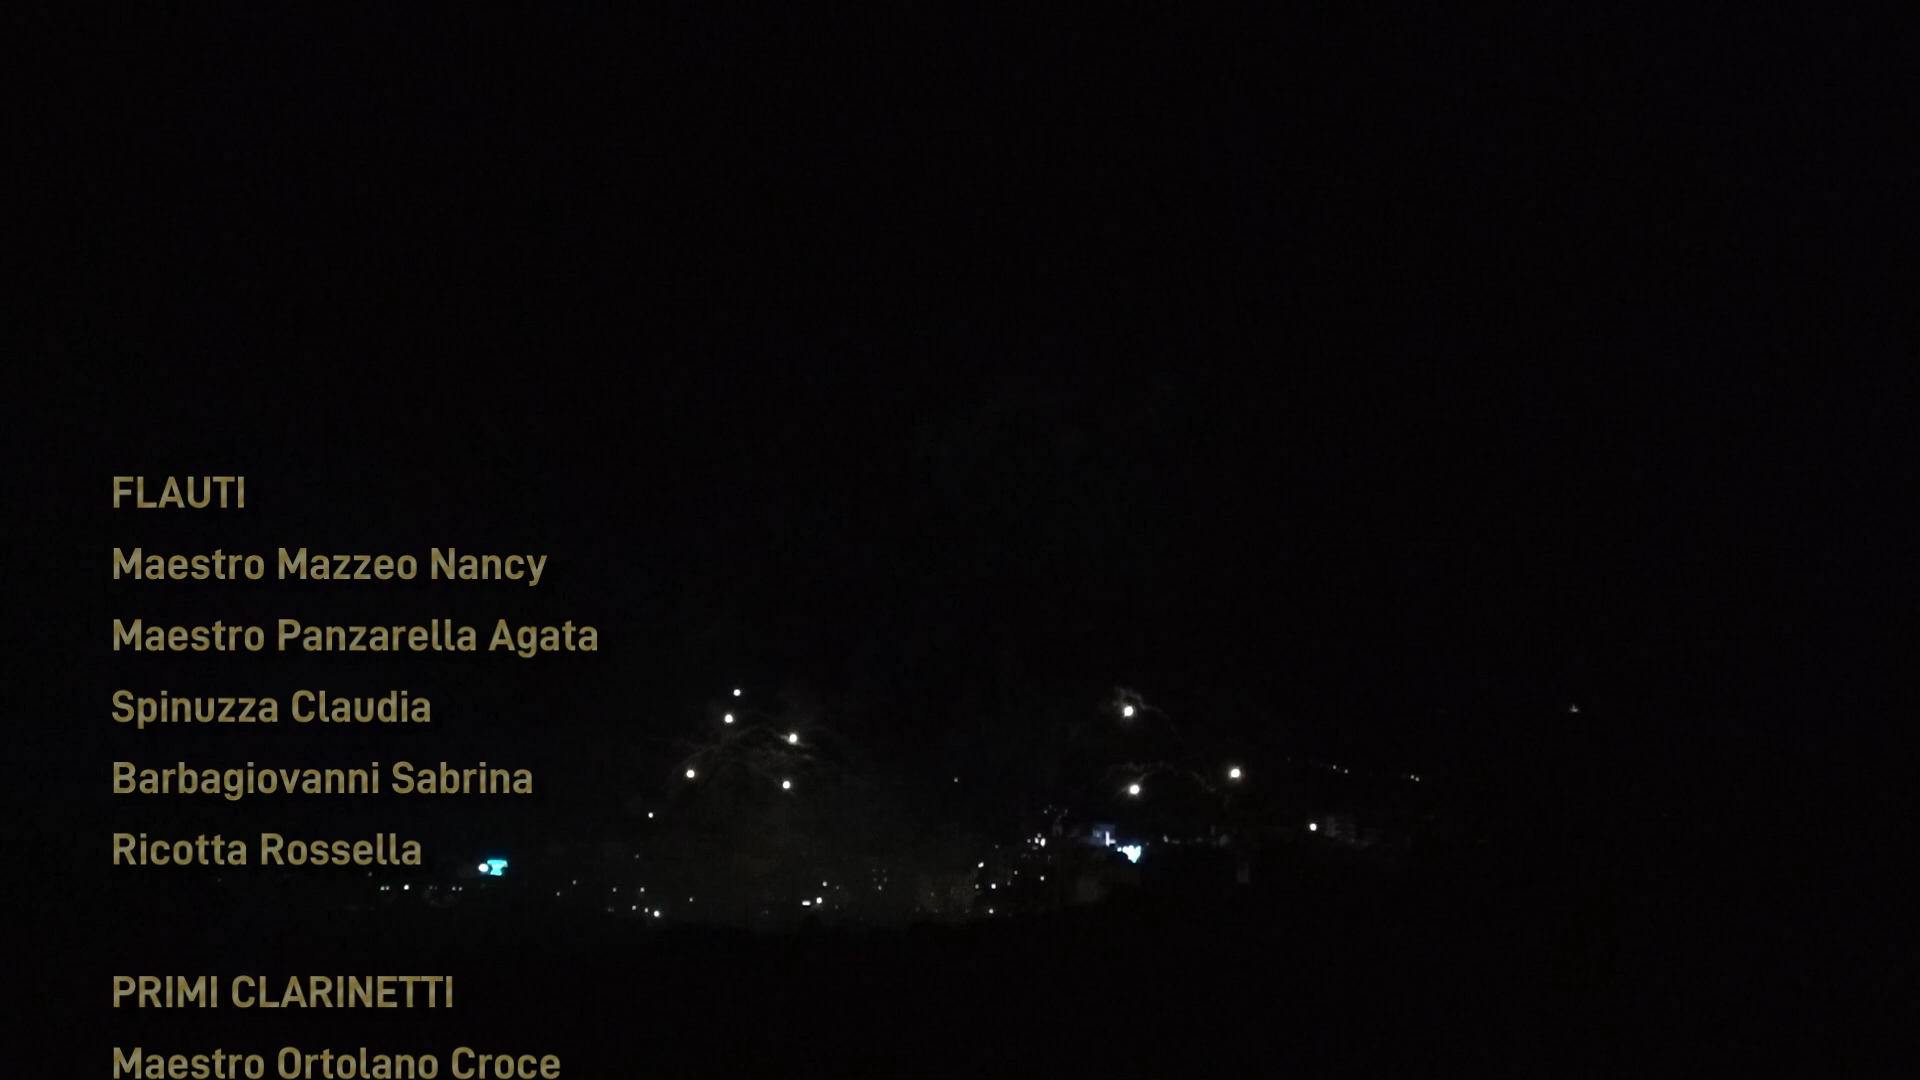 FLAUTI
Maestro Mazzeo Nancy
Maestro Panzarella Agata
Spinuzza Claudia
Barbagiovanni Sabrina
Ricotta Rossella
PRIMI CLARINETTI
Maestro Ortolano Croce